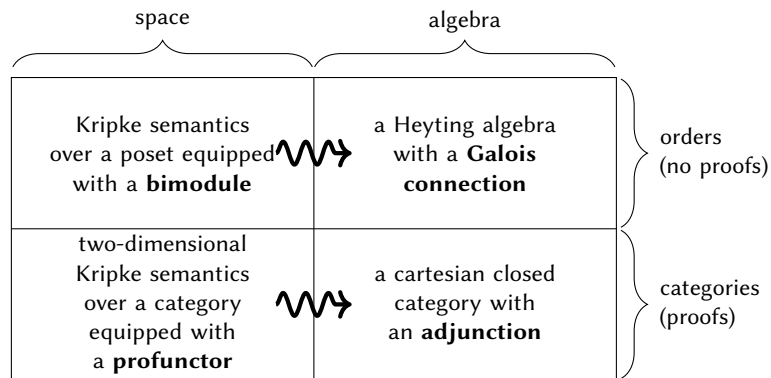 space
algebra
Kripke semantics
over a poset equipped
with a bimodule
a Heyting algebra
with a Galois
connection
orders
(no proofs)
two-dimensional
Kripke semantics
over a category
equipped with
a profunctor
a cartesian closed
category with
an adjunction
categories
(proofs)